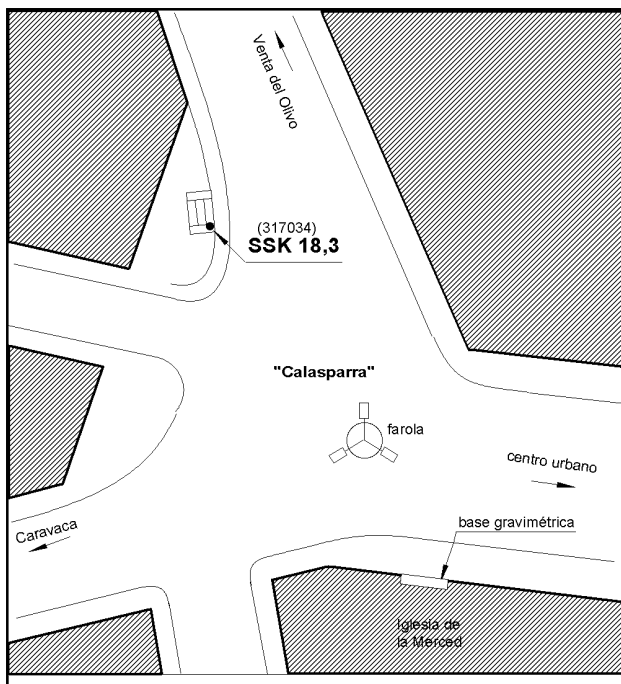 Venta del Olivo
(317034)
SSK 18,3
"Calasparra"
farola
centro urbano
base gravimétrica
Caravaca
Iglesia de
la Merced